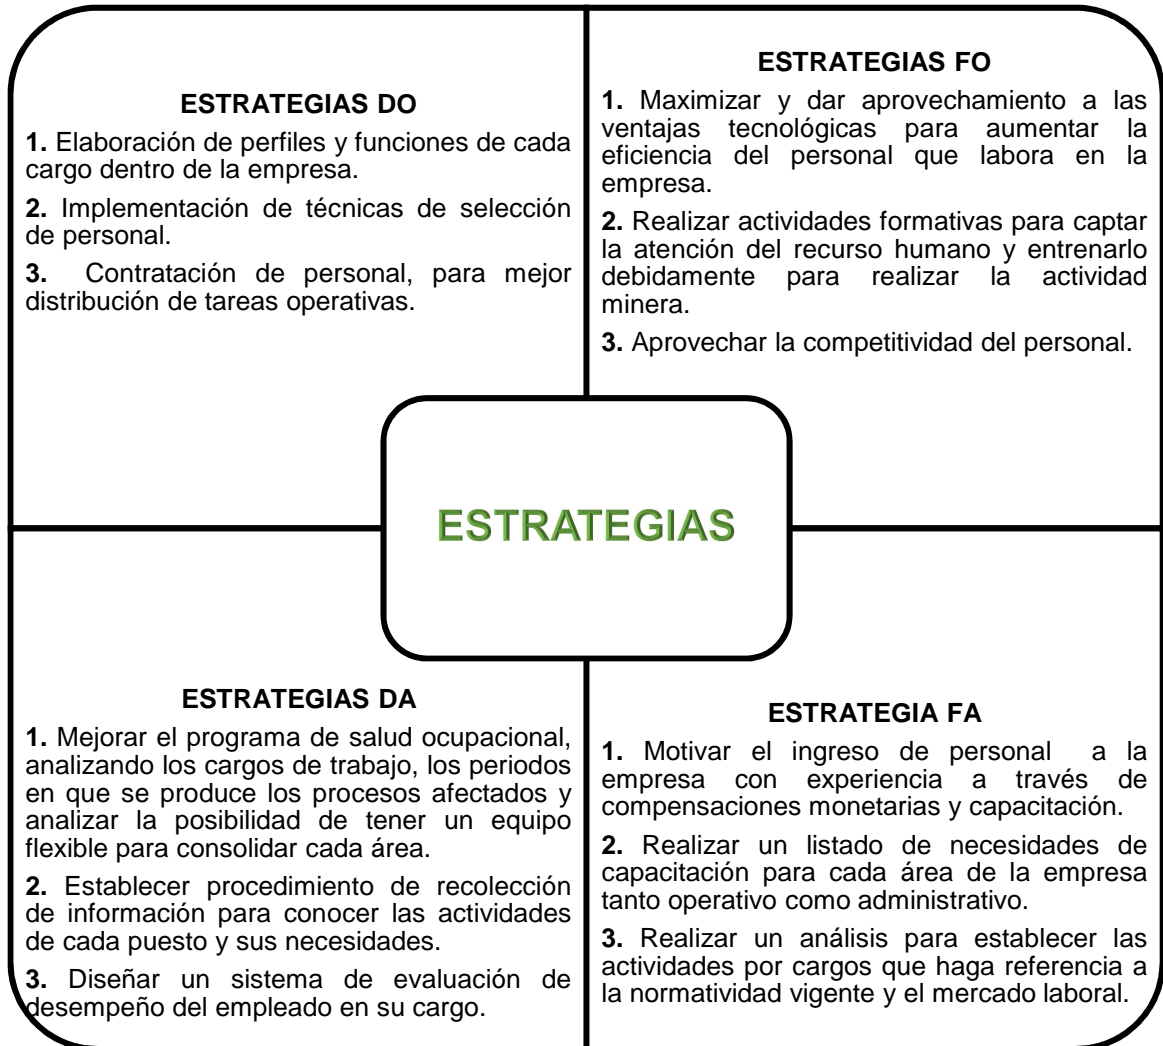 ESTRATEGIAS DO
1. Elaboración de perfiles y funciones de cada
cargo dentro de la empresa.
2. Implementación de técnicas de selección
de personal.
3. Contratación de personal, para mejor
distribución de tareas operativas.
ESTRATEGIAS FO
1. Maximizar y dar aprovechamiento a las
ventajas tecnológicas para aumentar la
eficiencia del personal que labora en la
empresa.
2. Realizar actividades formativas para captar
la atención del recurso humano y entrenarlo
debidamente para realizar la actividad
minera.
3. Aprovechar la competitividad del personal.
ESTRATEGIAS
ESTRATEGIAS DA
1. Mejorar el programa de salud ocupacional,
analizando los cargos de trabajo, los periodos
en que se produce los procesos afectados y
analizar la posibilidad de tener un equipo
flexible para consolidar cada área.
2. Establecer procedimiento de recolección
de información para conocer las actividades
de cada puesto y sus necesidades.
3. Diseñar un sistema de evaluación de
desempeño del empleado en su cargo.
ESTRATEGIA FA
1. Motivar el ingreso de personal a la
empresa con experiencia a través de
compensaciones monetarias y capacitación.
2. Realizar un listado de necesidades de
capacitación para cada área de la empresa
tanto operativo como administrativo.
3. Realizar un análisis para establecer las
actividades por cargos que haga referencia a
la normatividad vigente y el mercado laboral.